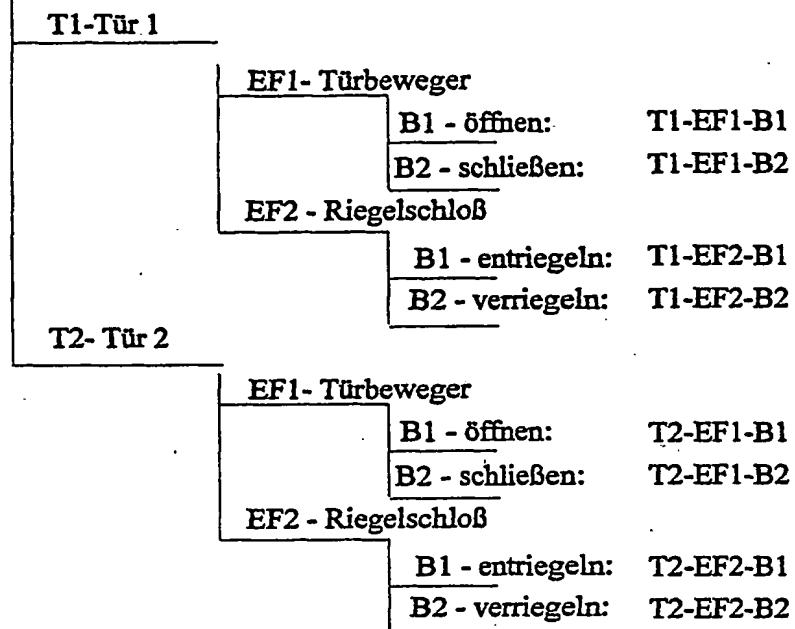 T1-Tür 1
EF1- Türbeweger
B1 - öffnen: T1-EF1-B1
B2 - schließen: T1-EF1-B2
EF2 - Riegelschloß
B1 - entriegeln: T1-EF2-B1
B2 - verriegeln: T1-EF2-B2
T2- Tür 2
EF1- Türbeweger
B1 - öffnen: T2-EF1-B1
B2 - schließen: T2-EF1-B2
EF2 - Riegelschloß
B1 - entriegeln: T2-EF2-B1
B2 - verriegeln: T2-EF2-B2